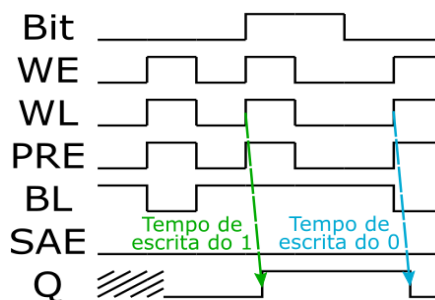 Bit
WE
WL
PRE
BL
Tempo de
escrita do 1
Tempo de
escrita do 0
SAE
Q